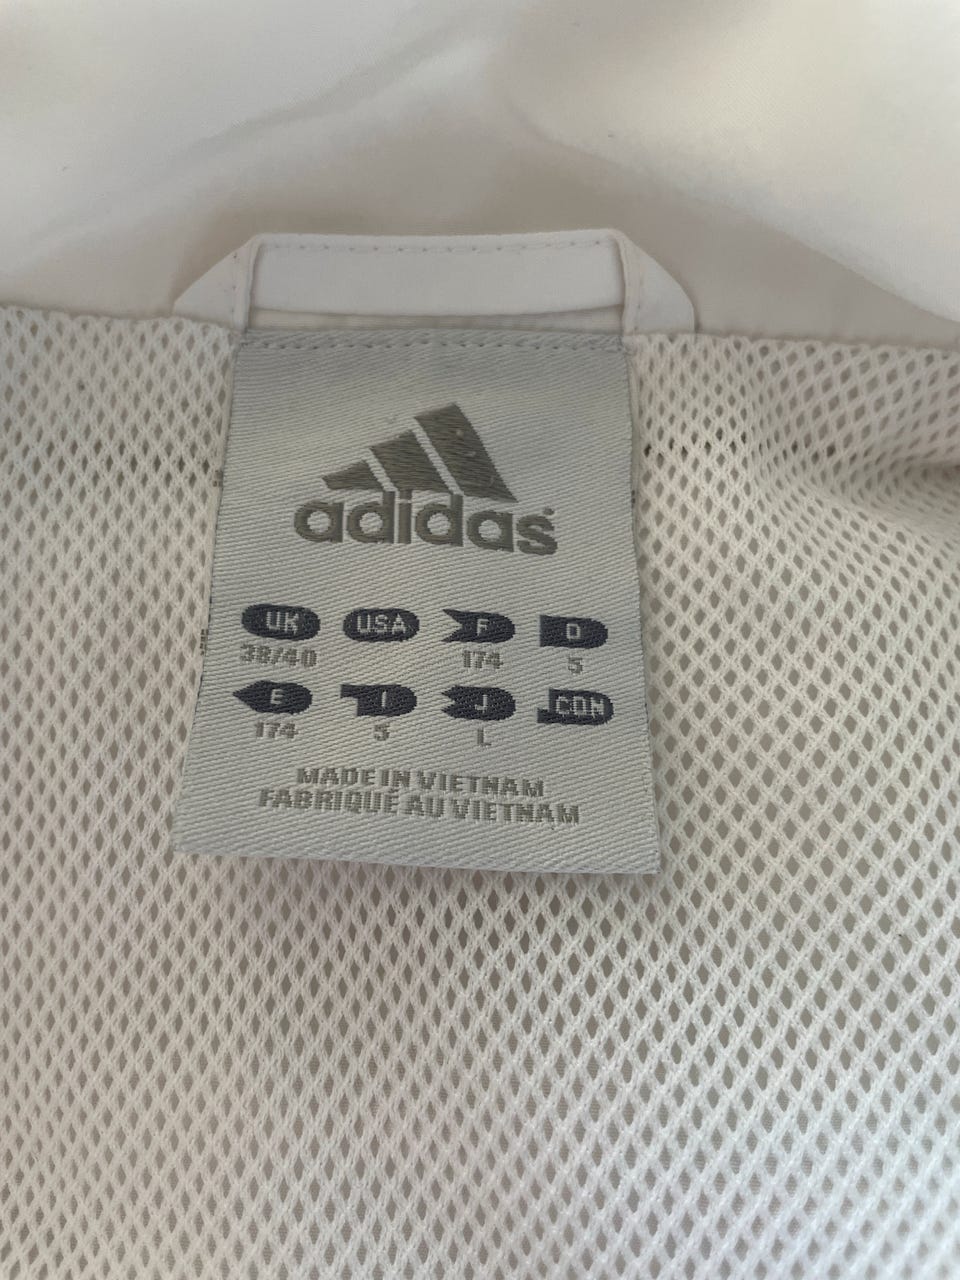 adidas
UK USA F D
38/40 174 5
E I J CDN
174 5 L
MADE IN VIETNAM
FABRIQUÉ AU VIETNAM